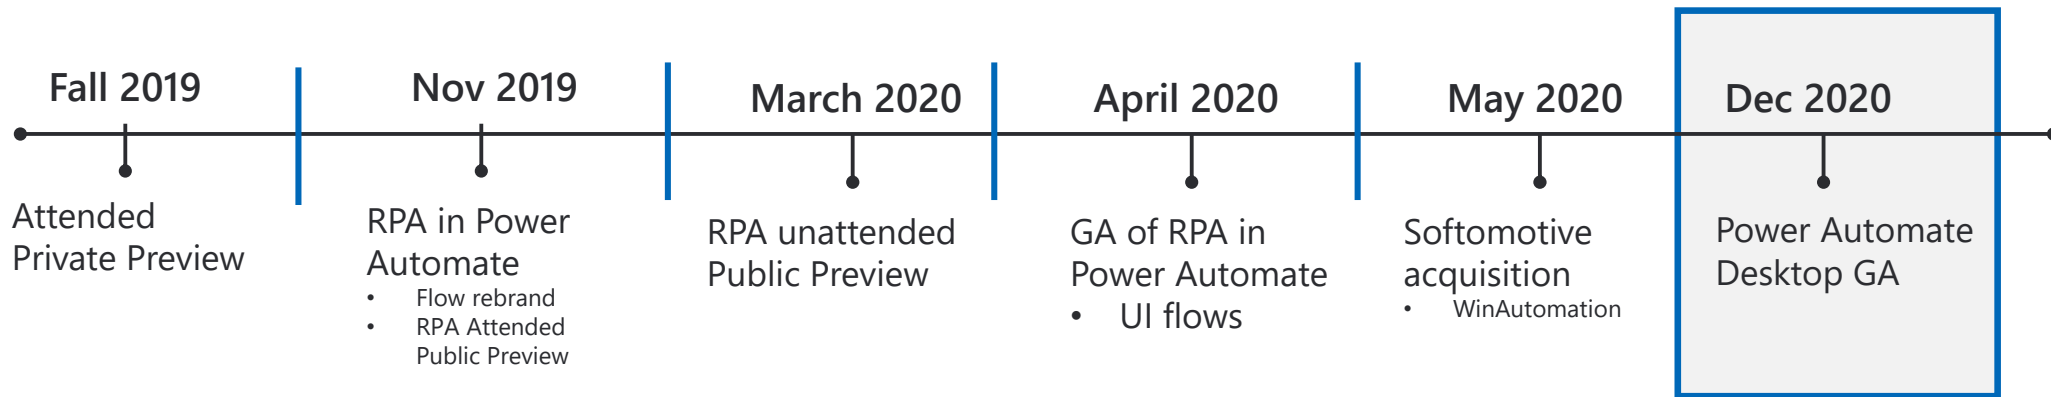 Fall 2019
Attended
Private Preview
Nov 2019
RPA in Power
Automate
• Flow rebrand
• RPA Attended
Public Preview
March 2020
RPA unattended
Public Preview
April 2020
GA of RPA in
Power Automate
• UI flows
May 2020
Softomotive
acquisition
• WinAutomation
Dec 2020
Power Automate
Desktop GA